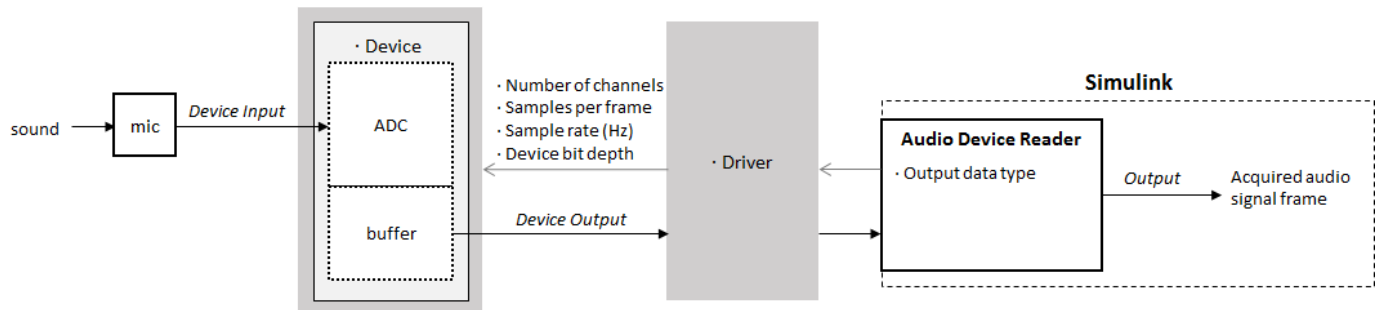 sound
mic
Device Input
· Device
ADC
buffer
· Number of channels
· Samples per frame
· Sample rate (Hz)
· Device bit depth
Device Output
· Driver
Simulink
Audio Device Reader
· Output data type
Output
Acquired audio
signal frame